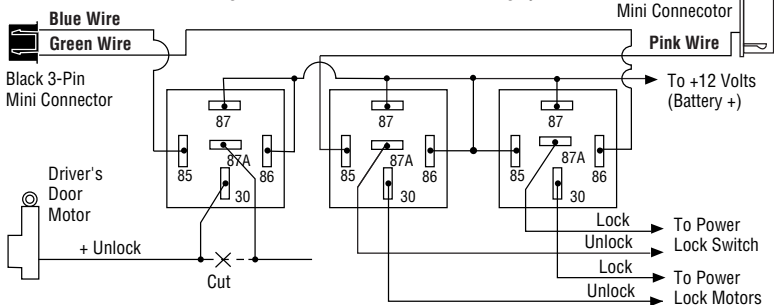 Blue Wire
Green Wire
Black 3-Pin
Mini Connector
Mini Connecotor
Pink Wire
To +12 Volts
(Battery +)
87
87A
85
86
30
87
87A
85
86
30
87
87A
85
86
30
Driver's
Door
Motor
+ Unlock
Cut
Lock
Unlock
To Power
Lock Switch
Lock
Unlock
To Power
Lock Motors